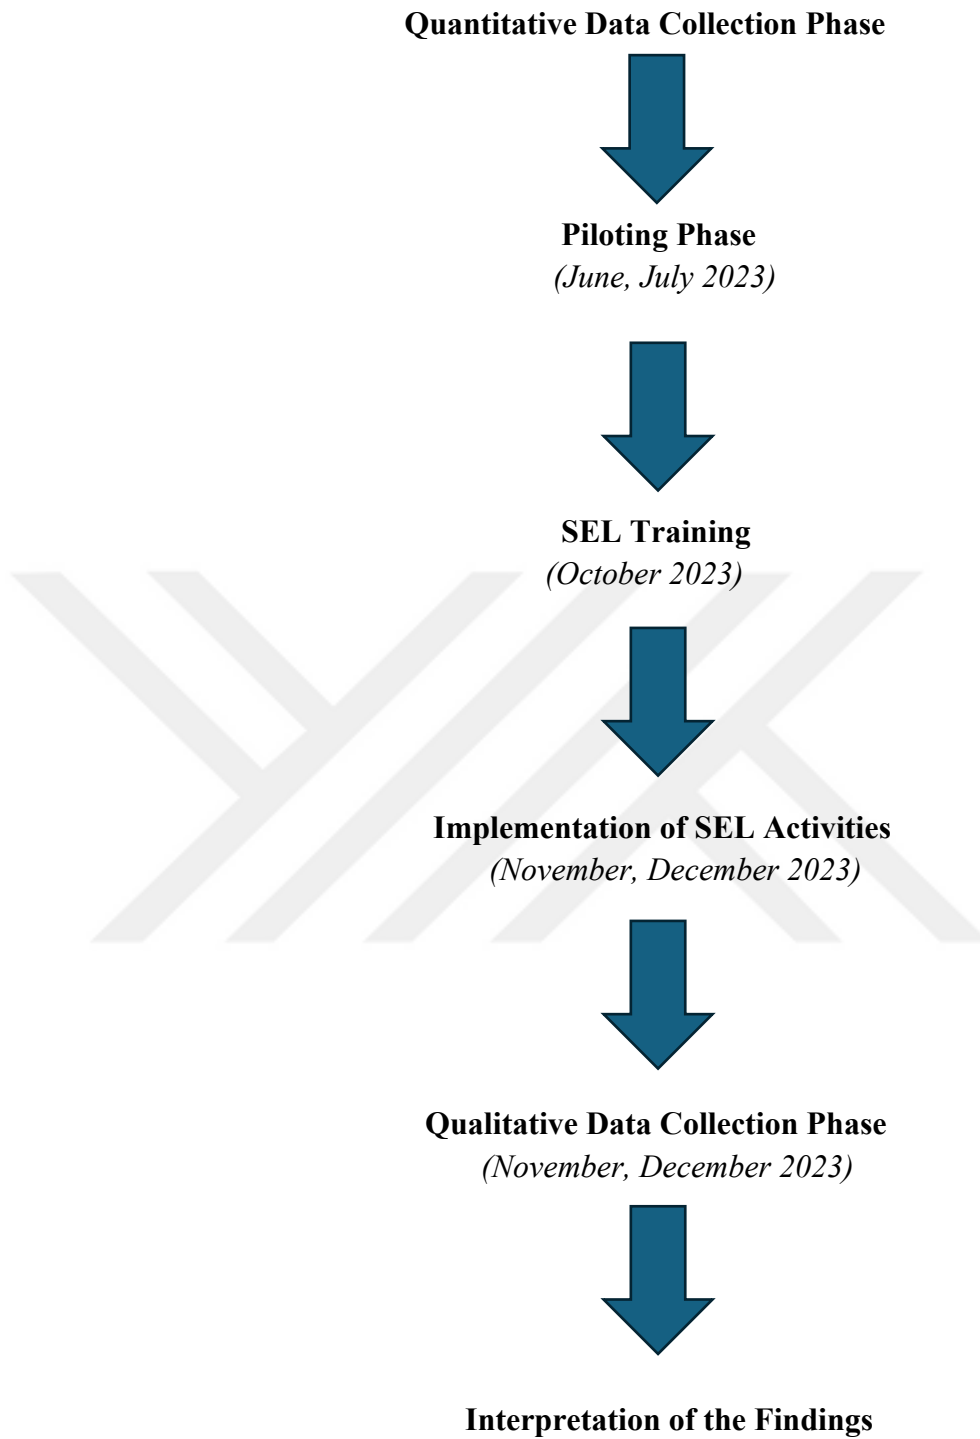 Quantitative Data Collection Phase
Piloting Phase
(June, July 2023)
SEL Training
(October 2023)
Implementation of SEL Activities
(November, December 2023)
Qualitative Data Collection Phase
(November, December 2023)
Interpretation of the Findings